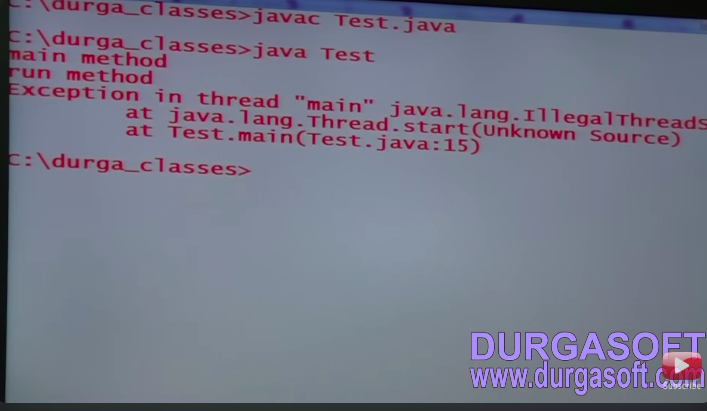 C:\durga_classes>javac Test.java
C:\durga_classes>java Test
main method
run method
Exception in thread "main" java.lang.IllegalThreadS
at java.lang.Thread.start(Unknown Source)
at Test.main(Test.java:15)
C:\durga_classes>
DURGASOFT
www.durgasoft.com
SUBSCRIBE